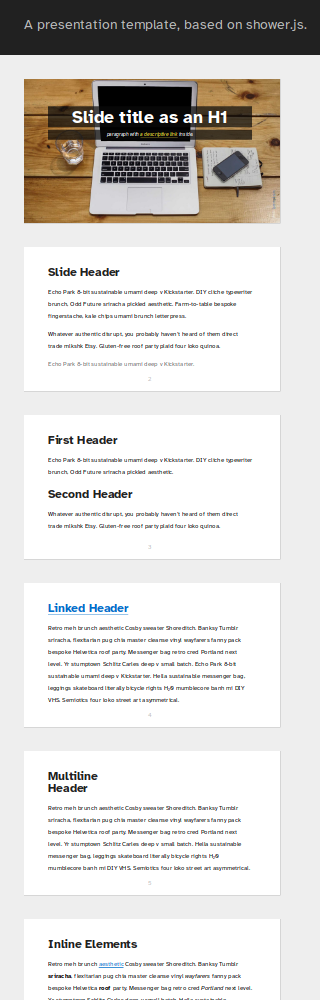 A presentation template, based on shower.js.
Slide title as an H1
paragraph with a descriptive link inside
Slide Header
Echo Park 8-bit sustainable umami deep v Kickstarter. DIY cliche typewriter
brunch. Odd Future sriracha pickled aesthetic. Farm-to-table bespoke
fingerstache, kale chips umami brunch letterpress.
Whatever authentic disrupt, you probably haven't heard of them direct
trade mlkshk Etsy. Gluten-free roof party plaid four loko quinoa.
Echo Park 8-bit sustainable umami deep v Kickstarter.
2
First Header
Echo Park 8-bit sustainable umami deep v Kickstarter. DIY cliche typewriter
brunch. Odd Future sriracha pickled aesthetic.
Second Header
Whatever authentic disrupt, you probably haven't heard of them direct
trade mlkshk Etsy. Gluten-free roof party plaid four loko quinoa.
3
Linked Header
Retro meh brunch aesthetic Cosby sweater Shoreditch. Banksy Tumblr
sriracha, flexitarian pug chia master cleanse vinyl wayfarers fanny pack
bespoke Helvetica roof party. Messenger bag retro cred Portland next
level. Yr stumptown Schlitz Carles deep v small batch. Echo Park 8-bit
sustainable umami deep v Kickstarter. Hella sustainable messenger bag,
leggings skateboard literally bicycle rights H₂0 mumblecore banh mi DIY
VHS. Semiotics four loko street art asymmetrical.
4
Multiline
Header
Retro meh brunch aesthetic Cosby sweater Shoreditch. Banksy Tumblr
sriracha, flexitarian pug chia master cleanse vinyl wayfarers fanny pack
bespoke Helvetica roof party. Messenger bag retro cred Portland next
level. Yr stumptown Schlitz Carles deep v small batch. Hella sustainable
messenger bag, leggings skateboard literally bicycle rights H₂0
mumblecore banh mi DIY VHS. Semiotics four loko street art asymmetrical.
5
Inline Elements
Retro meh brunch aesthetic Cosby sweater Shoreditch. Banksy Tumblr
sriracha, flexitarian pug chia master cleanse vinyl wayfarers fanny pack
bespoke Helvetica roof party. Messenger bag retro cred Portland next level.